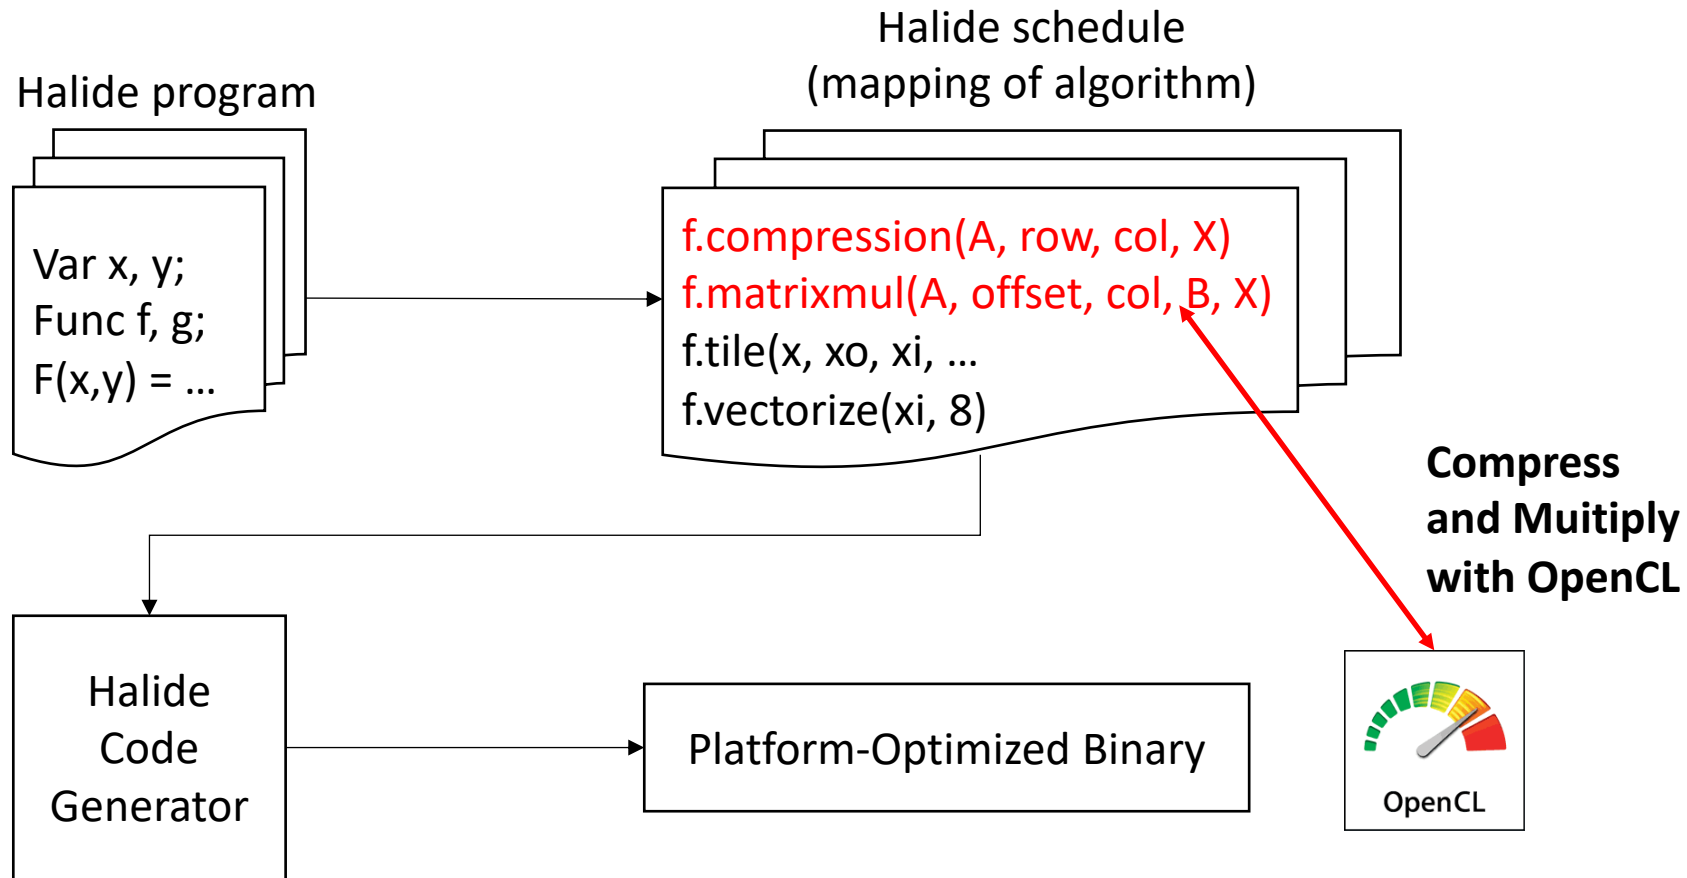 Halide program
Var x, y;
Func f, g;
F(x,y) = ...
Halide schedule
(mapping of algorithm)
f.compression(A, row, col, X)
f.matrixmul(A, offset, col, B, X)
f.tile(x, xo, xi, ...
f.vectorize(xi, 8)
Compress
and Muitiply
with OpenCL
Halide
Code
Generator
Platform-Optimized Binary
OpenCL